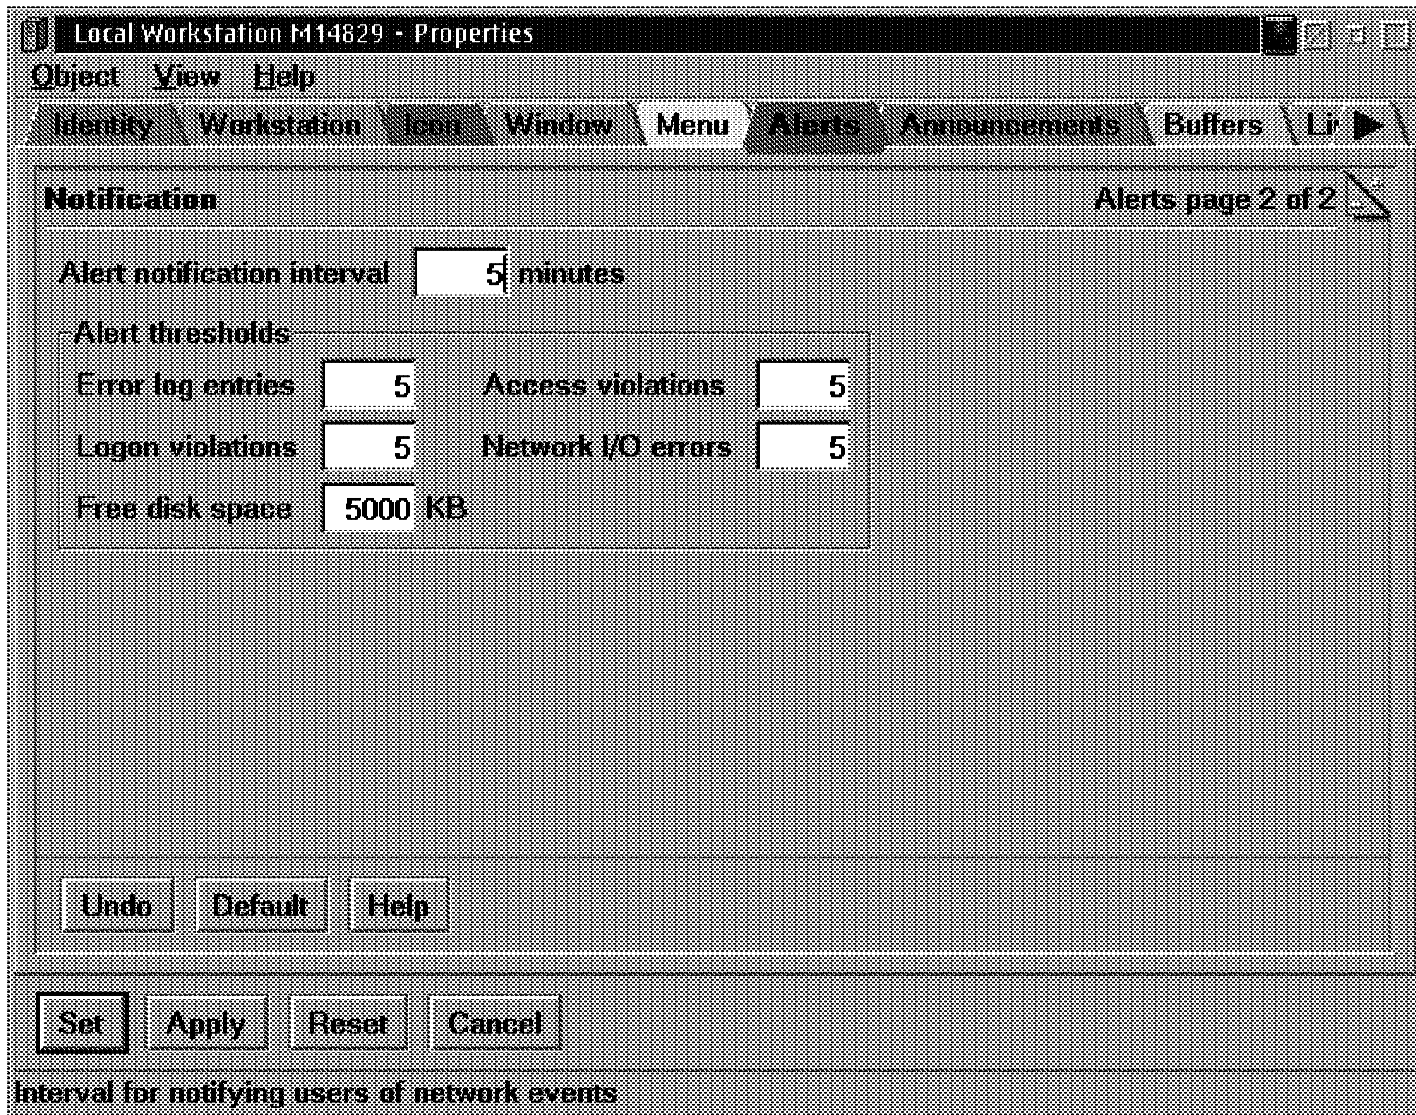 Local Workstation M14829 - Properties
Object View Help
Identity Workstation Icon Window Menu Alerts Announcements Buffers
Notification Alerts page 2 of 2
Alert notification interval 5 minutes
Alert thresholds
Error log entries 5 Access violations 5
Logon violations 5 Network I/O errors 5
Free disk space 5000 KB
Undo Default Help
Set Apply Reset Cancel
Interval for notifying users of network events